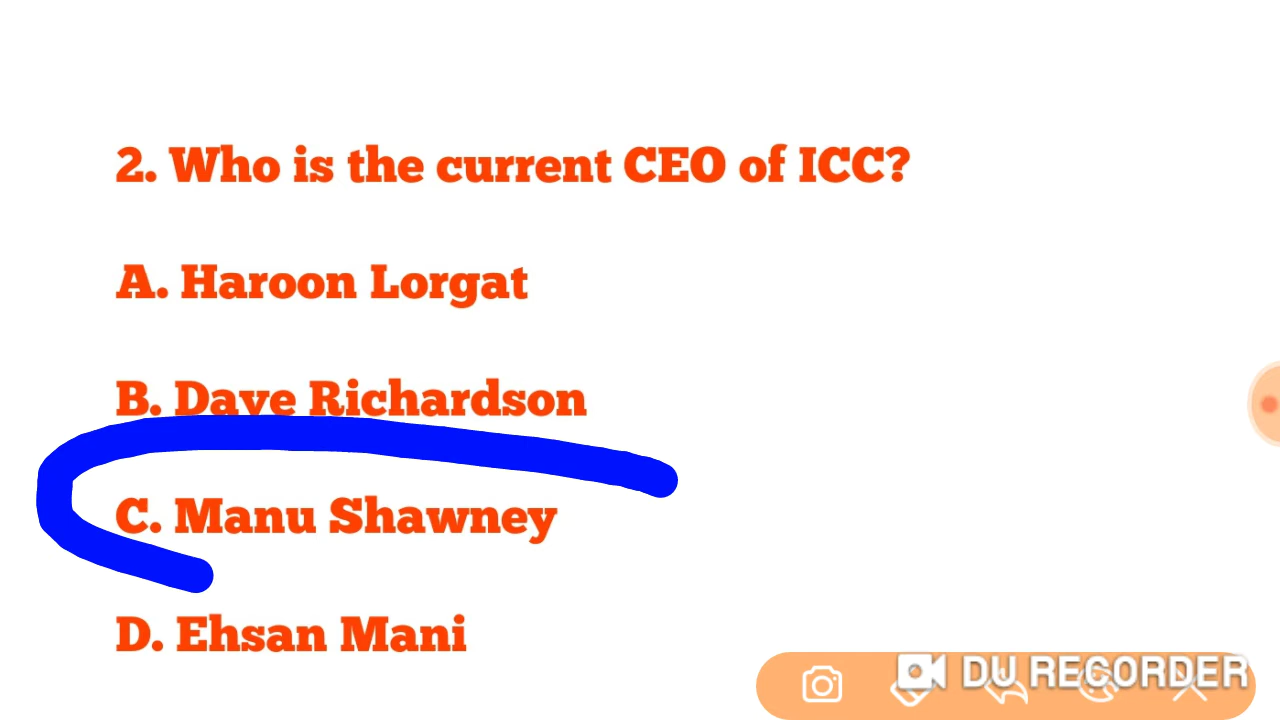 2. Who is the current CEO of ICC?
A. Haroon Lorgat
B. Dave Richardson
C. Manu Shawney
D. Ehsan Mani
DU RECORDER